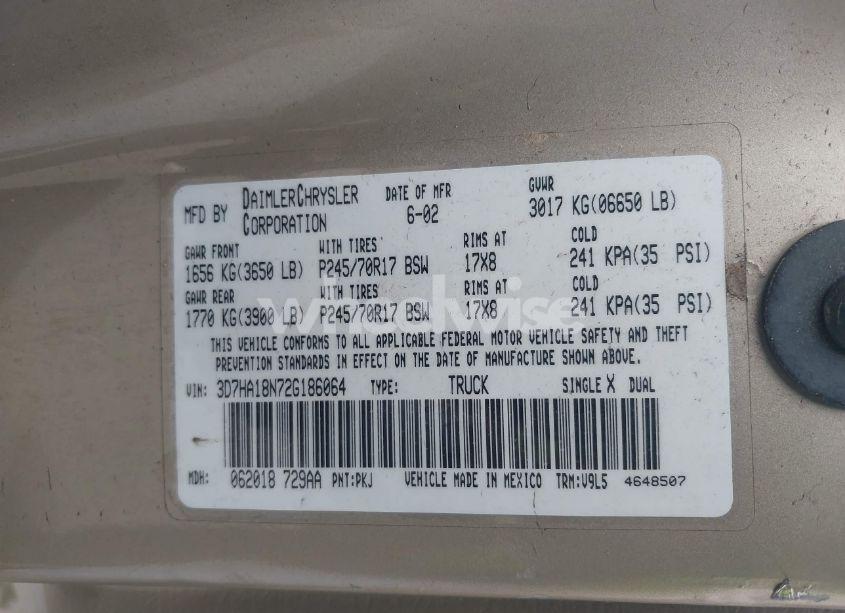 MFD BY DAIMLERCHRYSLER CORPORATION DATE OF MFR 6-02 GVWR 3017 KG(06650 LB)
GAWR FRONT WITH TIRES RIMS AT COLD
1656 KG(3650 LB) P245/70R17 BSW 17X8 241 KPA(35 PSI)
GAWR REAR WITH TIRES RIMS AT COLD
1770 KG(3900 LB) P245/70R17 BSW 17X8 241 KPA(35 PSI)
THIS VEHICLE CONFORMS TO ALL APPLICABLE FEDERAL MOTOR VEHICLE SAFETY AND THEFT
PREVENTION STANDARDS IN EFFECT ON THE DATE OF MANUFACTURE SHOWN ABOVE.
VIN: 3D7HA18N72G186064 TYPE: TRUCK SINGLE X DUAL
MDH: 062018 729AA PNT:PKJ VEHICLE MADE IN MEXICO TRM:V9L5 4648507